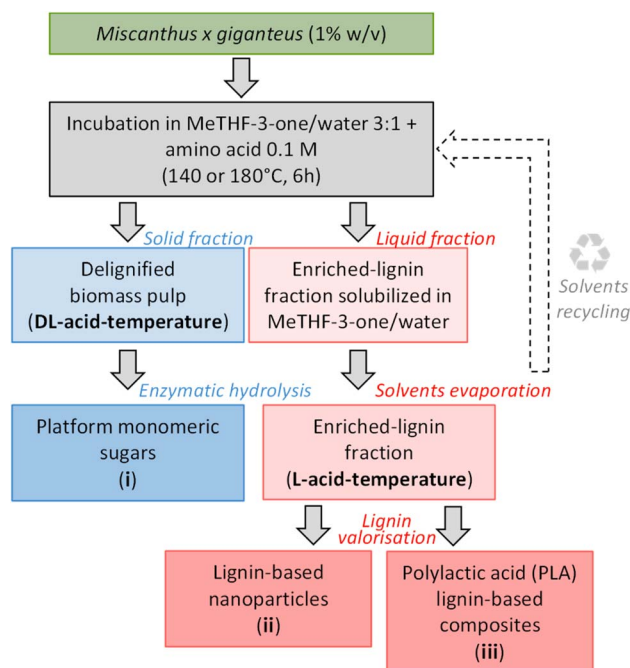 Miscanthus x giganteus (1% w/v)
Incubation in MeTHF-3-one/water 3:1 +
amino acid 0.1 M
(140 or 180°C, 6h)
Solid fraction
Liquid fraction
Delignified
biomass pulp
(DL-acid-temperature)
Enriched-lignin
fraction solubilized in
MeTHF-3-one/water
Solvents
recycling
Enzymatic hydrolysis
Solvents evaporation
Platform monomeric
sugars
(i)
Enriched-lignin
fraction
(L-acid-temperature)
Lignin
valorisation
Lignin-based
nanoparticles
(ii)
Polylactic acid (PLA)
lignin-based
composites
(iii)